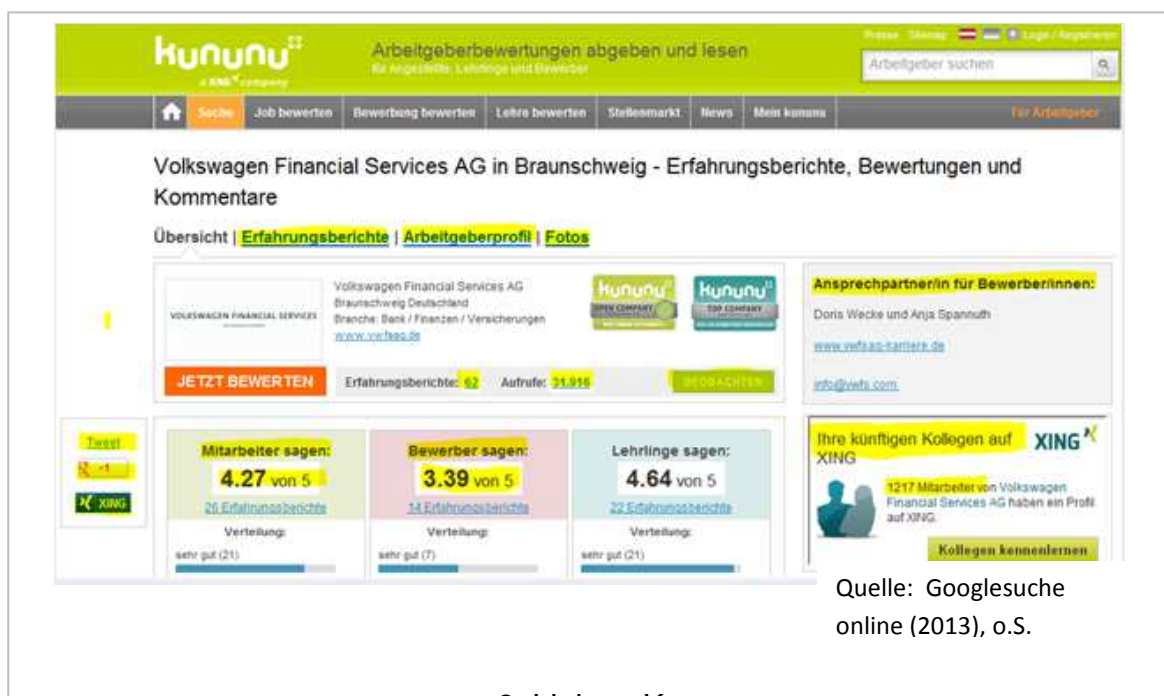 kununu
a XING company
Arbeitgeberbewertungen abgeben und lesen
für Angestellte, Lehrlinge und Bewerber
Presse Sitemap Login / Registrieren
Arbeitgeber suchen
Suche Job bewerten Bewerbung bewerten Lehre bewerten Stellenmarkt News Mein kununu Für Arbeitgeber
Volkswagen Financial Services AG in Braunschweig - Erfahrungsberichte, Bewertungen und
Kommentare
Übersicht | Erfahrungsberichte | Arbeitgeberprofil | Fotos
VOLKSWAGEN FINANCIAL SERVICES
Volkswagen Financial Services AG
Braunschweig Deutschland
Branche: Bank / Finanzen / Versicherungen
www.vwfsag.de
kununu
OPEN COMPANY
kununu
TOP COMPANY
JETZT BEWERTEN
Erfahrungsberichte: 62 Aufrufe: 31.916
BEOBACHTEN
Ansprechpartner/in für Bewerber/innen:
Doris Wecke und Anja Spannuth
www.vwfsag-karriere.de
info@vwfs.com
Tweet
+1
XING
Mitarbeiter sagen:
4.27 von 5
26 Erfahrungsberichte
Verteilung:
sehr gut (21)
Bewerber sagen:
3.39 von 5
14 Erfahrungsberichte
Verteilung:
sehr gut (7)
Lehrlinge sagen:
4.64 von 5
22 Erfahrungsberichte
Verteilung:
sehr gut (21)
Ihre künftigen Kollegen auf
XING
XING
1217 Mitarbeiter von Volkswagen
Financial Services AG haben ein Profil
auf XING.
Kollegen kennenlernen
Quelle: Googlesuche
online (2013), o.S.